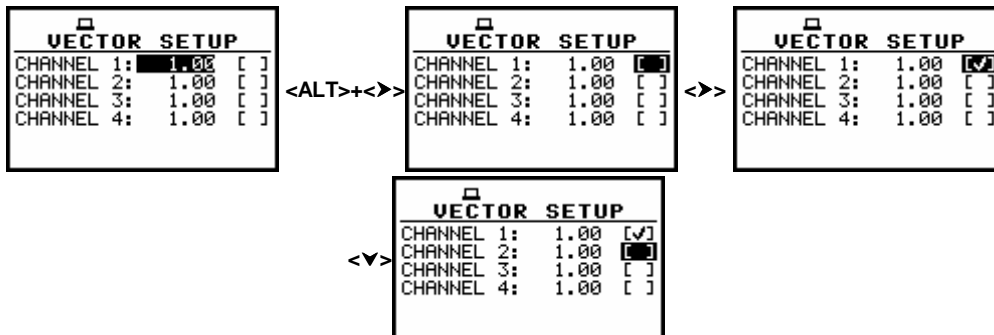 VECTOR SETUP
CHANNEL 1: 1.00 [ ]
CHANNEL 2: 1.00 [ ]
CHANNEL 3: 1.00 [ ]
CHANNEL 4: 1.00 [ ]
<ALT>+<➤>
VECTOR SETUP
CHANNEL 1: 1.00 [ ]
CHANNEL 2: 1.00 [ ]
CHANNEL 3: 1.00 [ ]
CHANNEL 4: 1.00 [ ]
<➤>
VECTOR SETUP
CHANNEL 1: 1.00 [✓]
CHANNEL 2: 1.00 [ ]
CHANNEL 3: 1.00 [ ]
CHANNEL 4: 1.00 [ ]
<⮟>
VECTOR SETUP
CHANNEL 1: 1.00 [✓]
CHANNEL 2: 1.00 [ ]
CHANNEL 3: 1.00 [ ]
CHANNEL 4: 1.00 [ ]